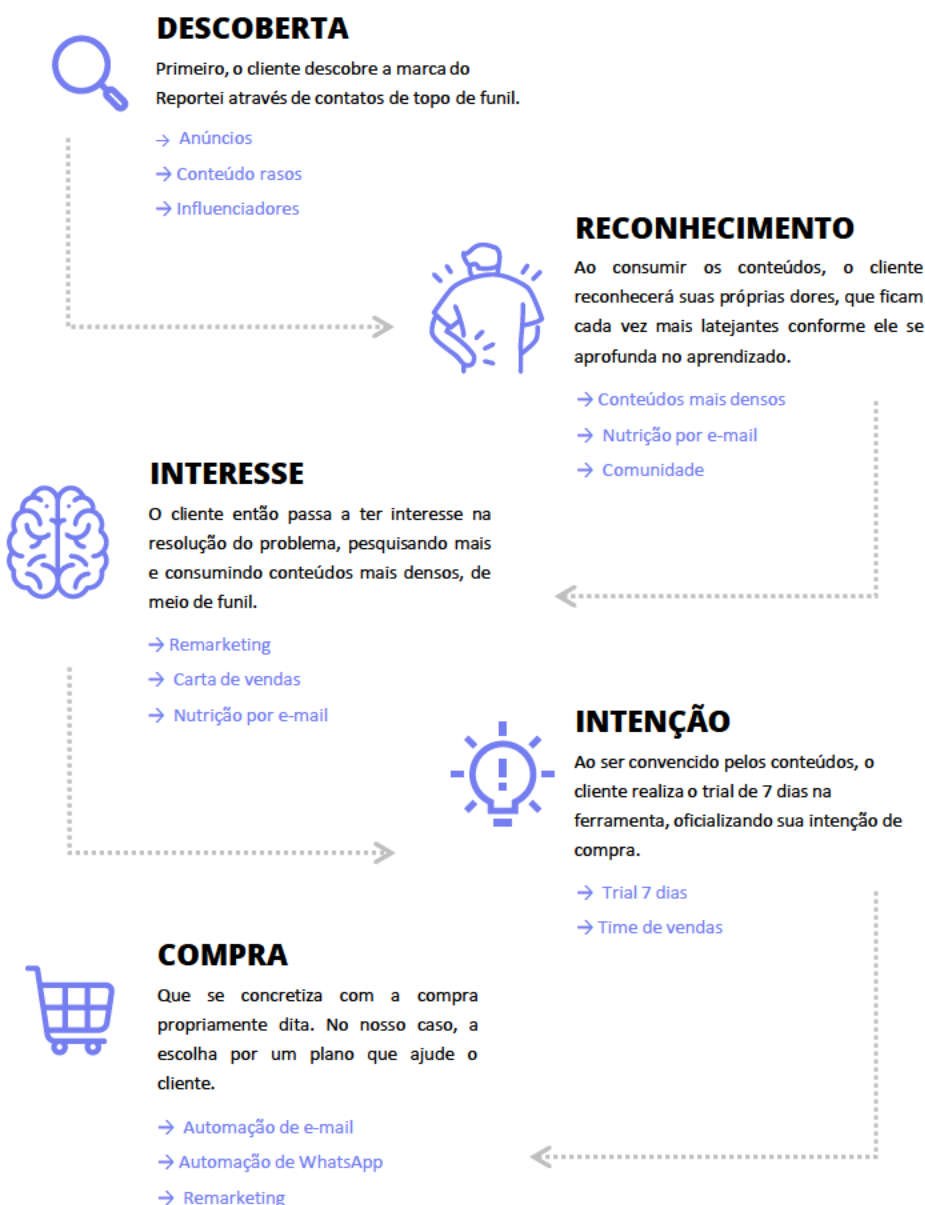 DESCOBERTA
Primeiro, o cliente descobre a marca do
Reportei através de contatos de topo de funil.
→ Anúncios
→ Conteúdo rasos
→ Influenciadores
RECONHECIMENTO
Ao consumir os conteúdos, o cliente
reconhecerá suas próprias dores, que ficam
cada vez mais latejantes conforme ele se
aprofunda no aprendizado.
→ Conteúdos mais densos
→ Nutrição por e-mail
→ Comunidade
INTERESSE
O cliente então passa a ter interesse na
resolução do problema, pesquisando mais
e consumindo conteúdos mais densos, de
meio de funil.
→ Remarketing
→ Carta de vendas
→ Nutrição por e-mail
INTENÇÃO
Ao ser convencido pelos conteúdos, o
cliente realiza o trial de 7 dias na
ferramenta, oficializando sua intenção de
compra.
→ Trial 7 dias
→ Time de vendas
COMPRA
Que se concretiza com a compra
propriamente dita. No nosso caso, a
escolha por um plano que ajude o
cliente.
→ Automação de e-mail
→ Automação de WhatsApp
→ Remarketing